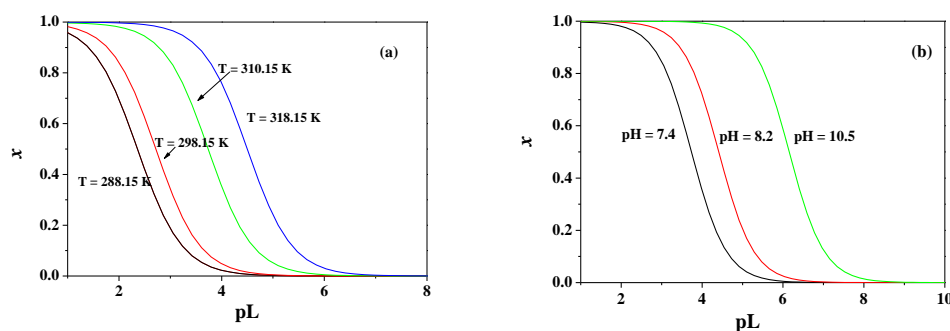 1.0
0.8
0.6
0.4
0.2
0.0
x
(a)
T = 310.15 K
T = 318.15 K
T = 298.15 K
T = 288.15 K
2
4
6
8
pL
1.0
0.8
0.6
0.4
0.2
0.0
x
(b)
pH = 7.4
pH = 8.2
pH = 10.5
2
4
6
8
10
pL